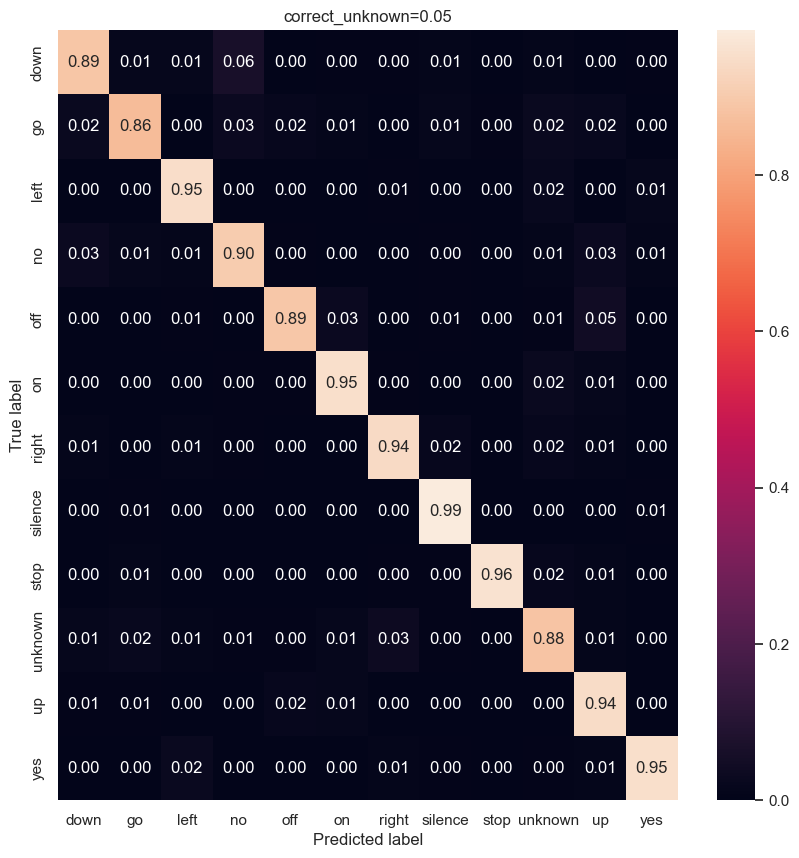 correct_unknown=0.05
down 0.89 0.01 0.01 0.06 0.00 0.00 0.00 0.01 0.00 0.01 0.00 0.00
go 0.02 0.86 0.00 0.03 0.02 0.01 0.00 0.01 0.00 0.02 0.02 0.00
left 0.00 0.00 0.95 0.00 0.00 0.00 0.01 0.00 0.00 0.02 0.00 0.01
no 0.03 0.01 0.01 0.90 0.00 0.00 0.00 0.00 0.00 0.01 0.03 0.01
off 0.00 0.00 0.01 0.00 0.89 0.03 0.00 0.01 0.00 0.01 0.05 0.00
on 0.00 0.00 0.00 0.00 0.00 0.95 0.00 0.00 0.00 0.02 0.01 0.00
right 0.01 0.00 0.01 0.00 0.00 0.00 0.94 0.02 0.00 0.02 0.01 0.00
silence 0.00 0.01 0.00 0.00 0.00 0.00 0.00 0.99 0.00 0.00 0.00 0.01
stop 0.00 0.01 0.00 0.00 0.00 0.00 0.00 0.00 0.96 0.02 0.01 0.00
unknown 0.01 0.02 0.01 0.01 0.00 0.01 0.03 0.00 0.00 0.88 0.01 0.00
up 0.01 0.01 0.00 0.00 0.02 0.01 0.00 0.00 0.00 0.00 0.94 0.00
yes 0.00 0.00 0.02 0.00 0.00 0.00 0.01 0.00 0.00 0.00 0.01 0.95
down go left no off on right silence stop unknown up yes
Predicted label
True label
0.8
0.6
0.4
0.2
0.0